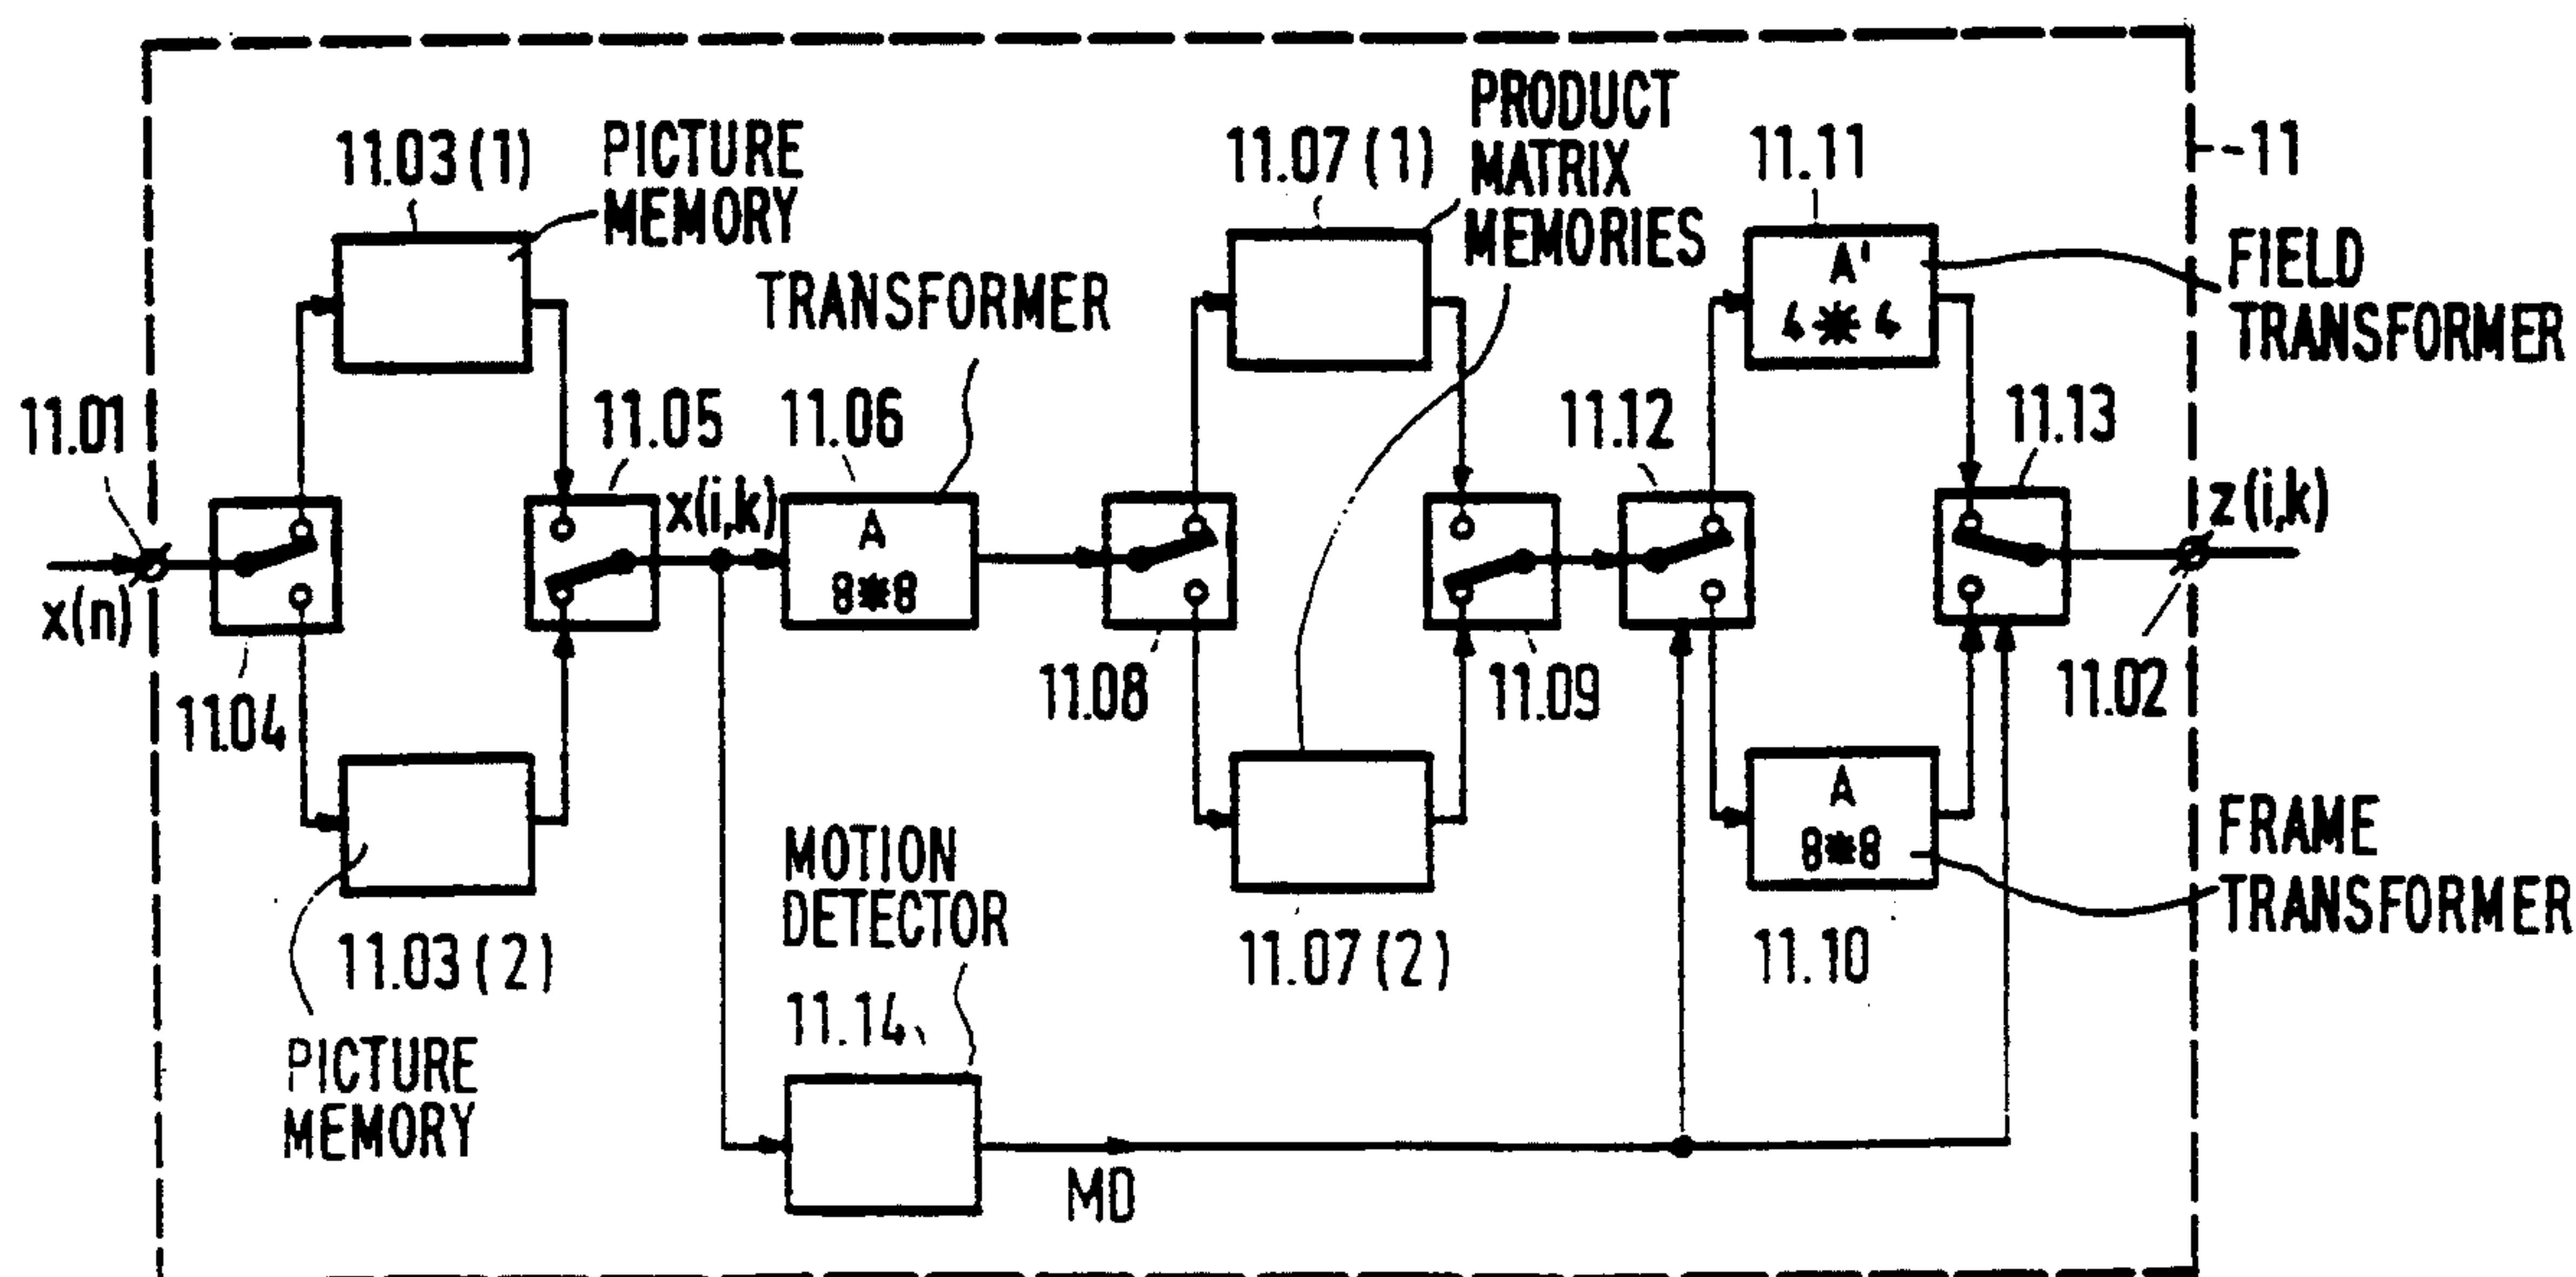 11.03(1)
PICTURE
MEMORY
11.07(1)
PRODUCT
MATRIX
MEMORIES
11.11
11
A'
4*4
FIELD
TRANSFORMER
TRANSFORMER
11.01
x(n)
11.04
11.05
x(i,k)
11.06
A
8*8
11.08
11.09
11.12
11.13
z(i,k)
11.02
PICTURE
MEMORY
11.03(2)
MOTION
DETECTOR
11.14
MD
11.07(2)
A
8*8
11.10
FRAME
TRANSFORMER